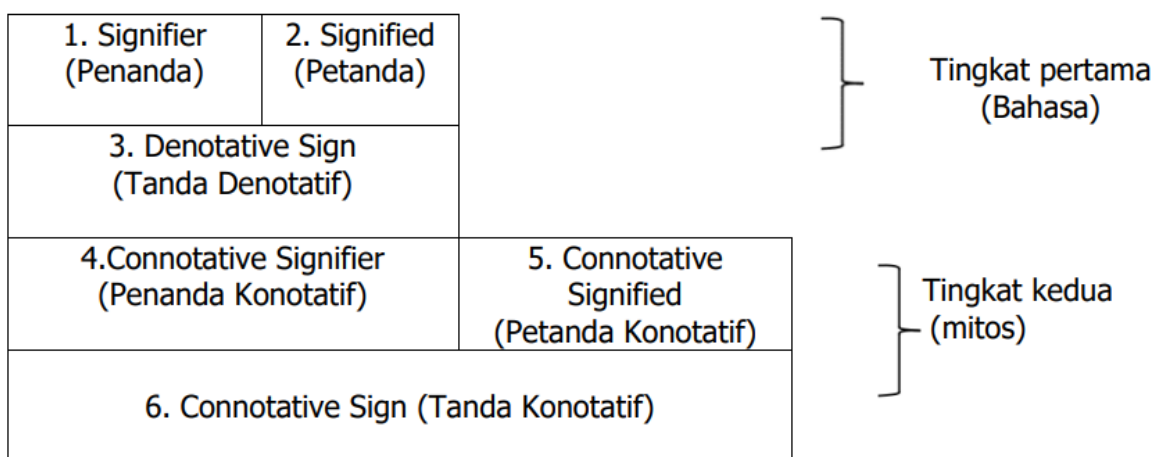 1. Signifier
(Penanda)
2. Signified
(Petanda)
Tingkat pertama
(Bahasa)
3. Denotative Sign
(Tanda Denotatif)
4.Connotative Signifier
(Penanda Konotatif)
5. Connotative
Signified
(Petanda Konotatif)
Tingkat kedua
(mitos)
6. Connotative Sign (Tanda Konotatif)